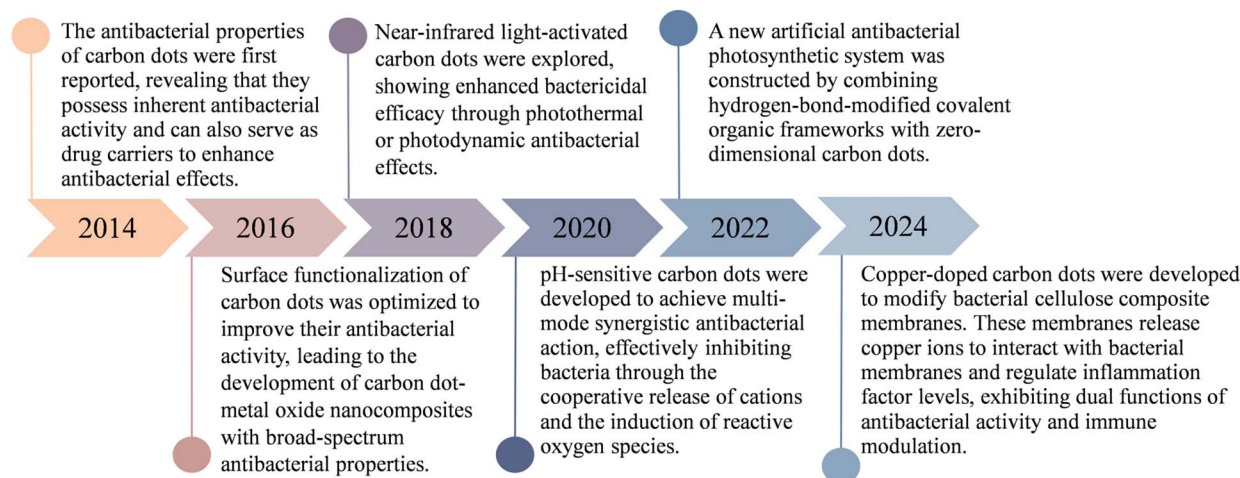 The antibacterial properties
of carbon dots were first
reported, revealing that they
possess inherent antibacterial
activity and can also serve as
drug carriers to enhance
antibacterial effects.
Near-infrared light-activated
carbon dots were explored,
showing enhanced bactericidal
efficacy through photothermal
or photodynamic antibacterial
effects.
A new artificial antibacterial
photosynthetic system was
constructed by combining
hydrogen-bond-modified covalent
organic frameworks with zero-
dimensional carbon dots.
2014
2016
2018
2020
2022
2024
Surface functionalization of
carbon dots was optimized to
improve their antibacterial
activity, leading to the
development of carbon dot-
metal oxide nanocomposites
with broad-spectrum
antibacterial properties.
pH-sensitive carbon dots were
developed to achieve multi-
mode synergistic antibacterial
action, effectively inhibiting
bacteria through the
cooperative release of cations
and the induction of reactive
oxygen species.
Copper-doped carbon dots were developed
to modify bacterial cellulose composite
membranes. These membranes release
copper ions to interact with bacterial
membranes and regulate inflammation
factor levels, exhibiting dual functions of
antibacterial activity and immune
modulation.